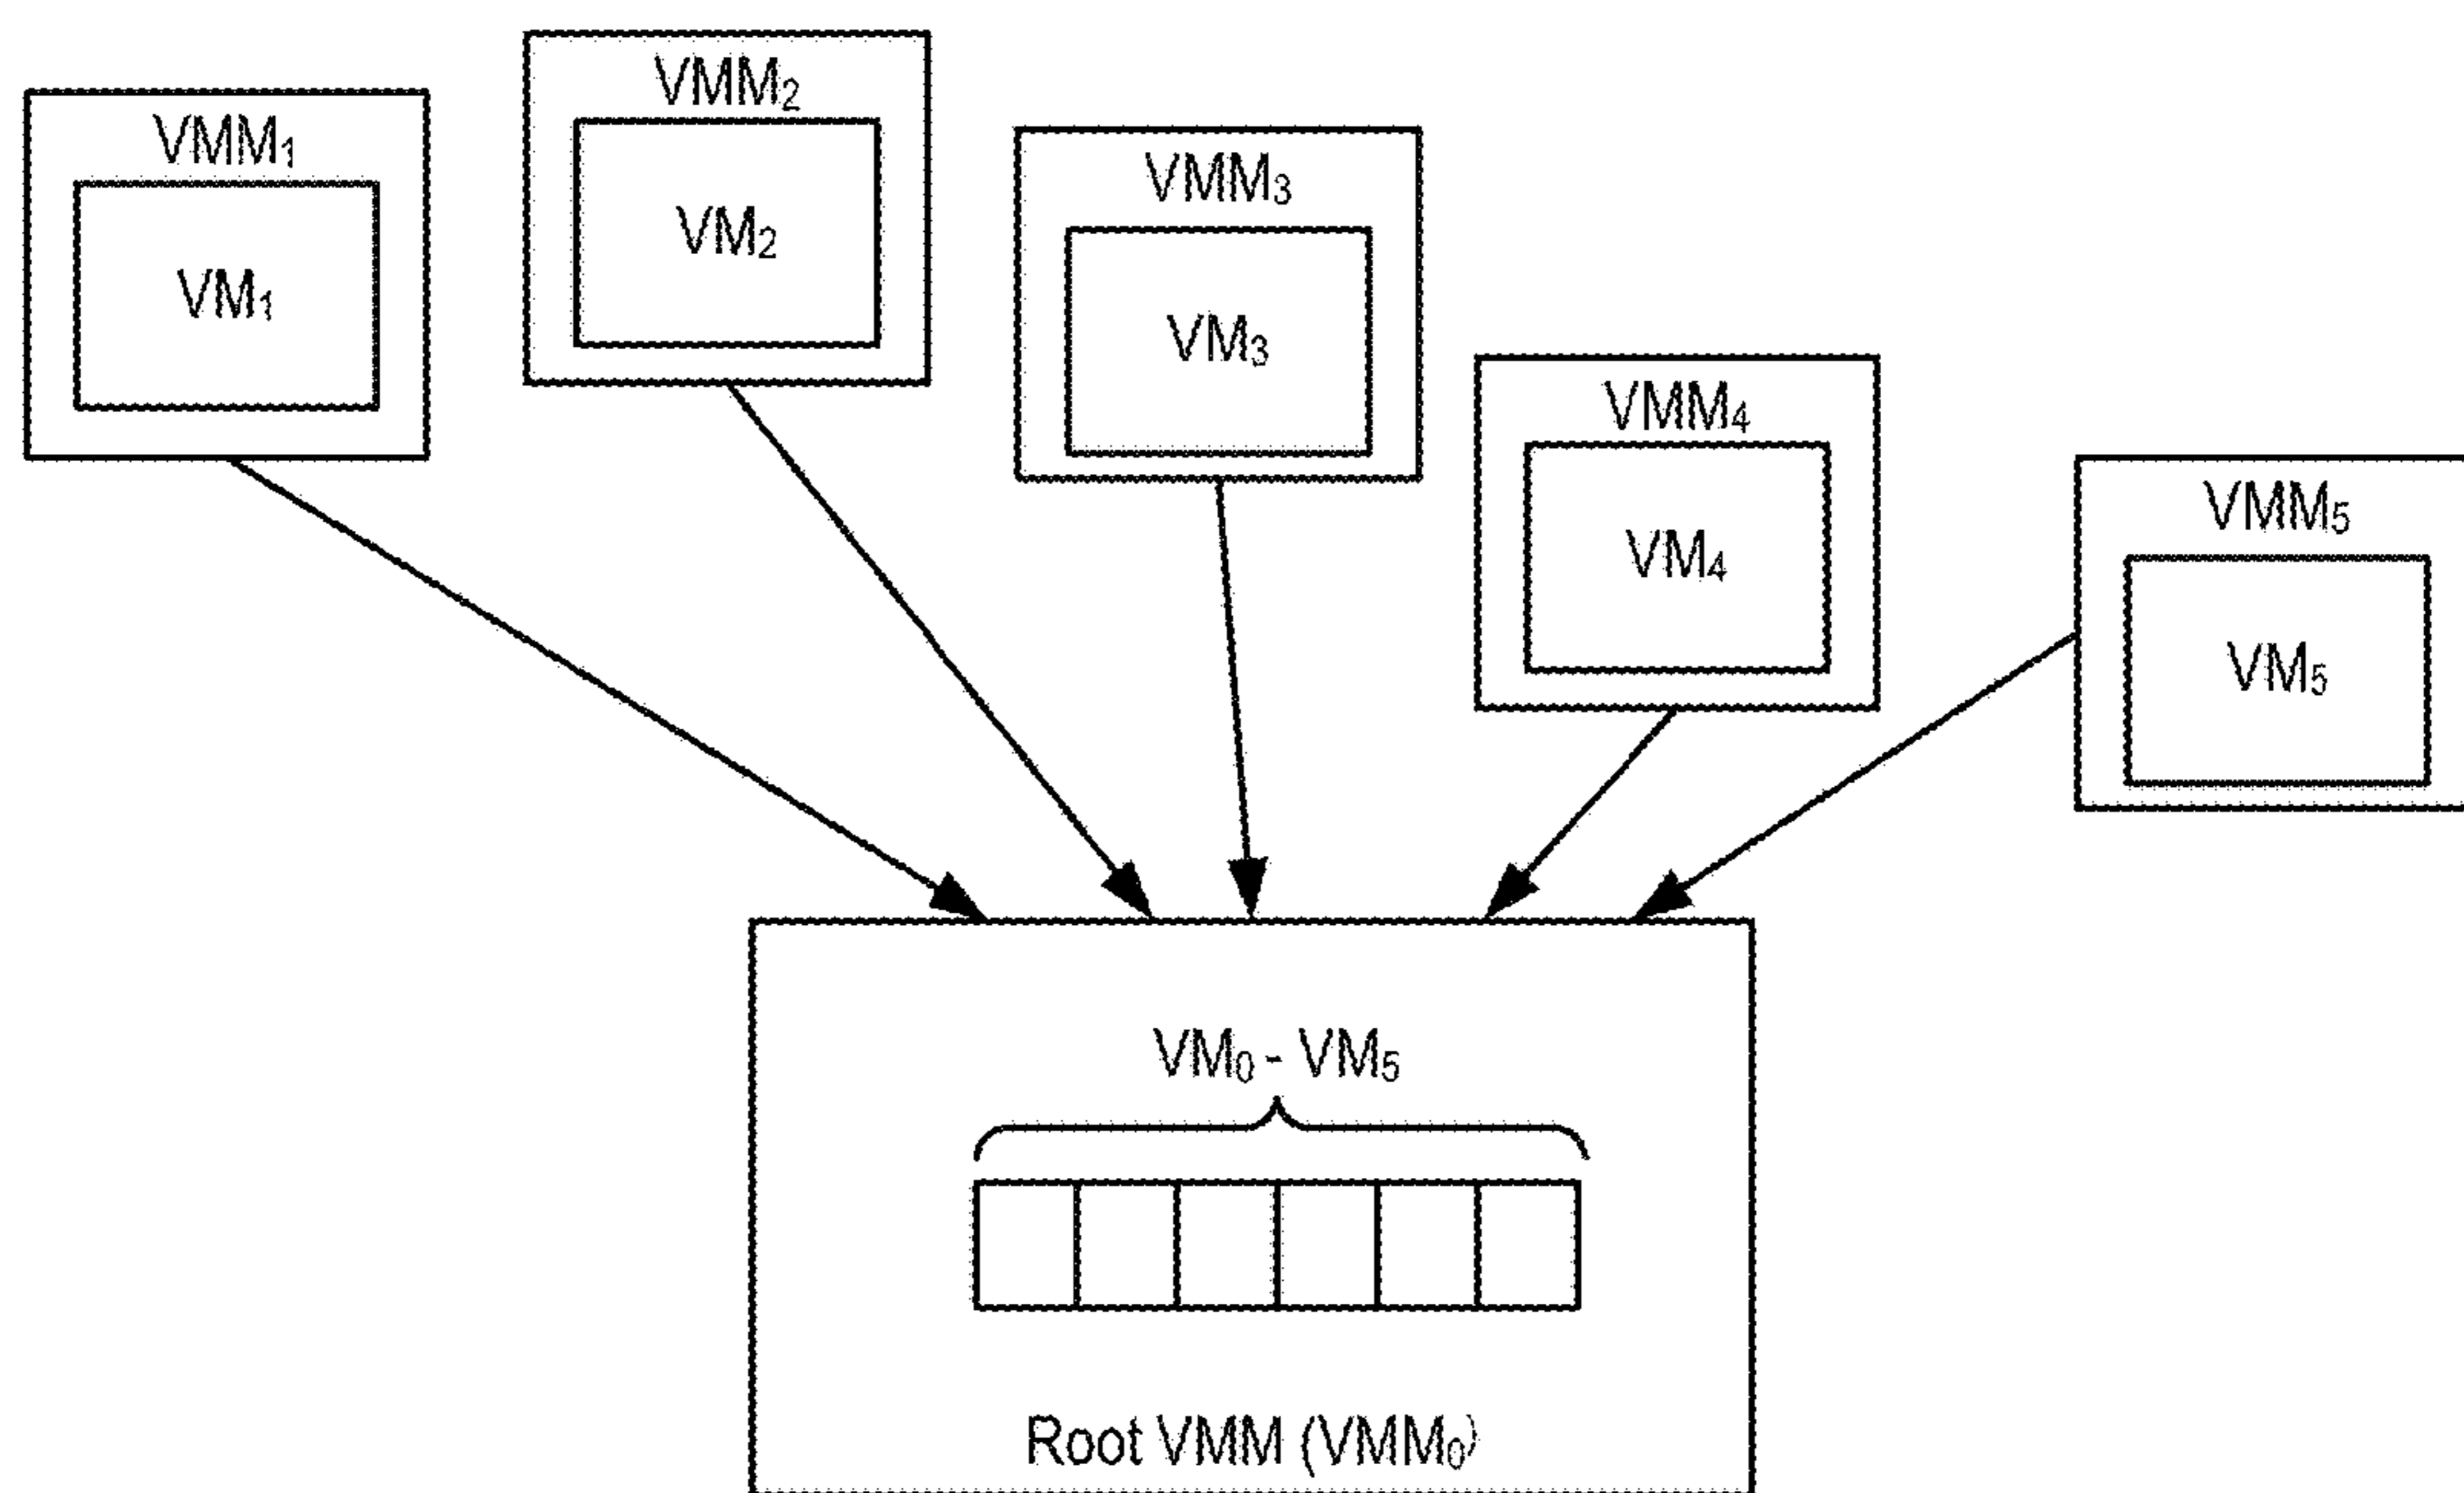 VMM₁
VM₁
VMM₂
VM₂
VMM₃
VM₃
VMM₄
VM₄
VMM₅
VM₅
VM₀ - VM₅
Root VMM (VMM₀)